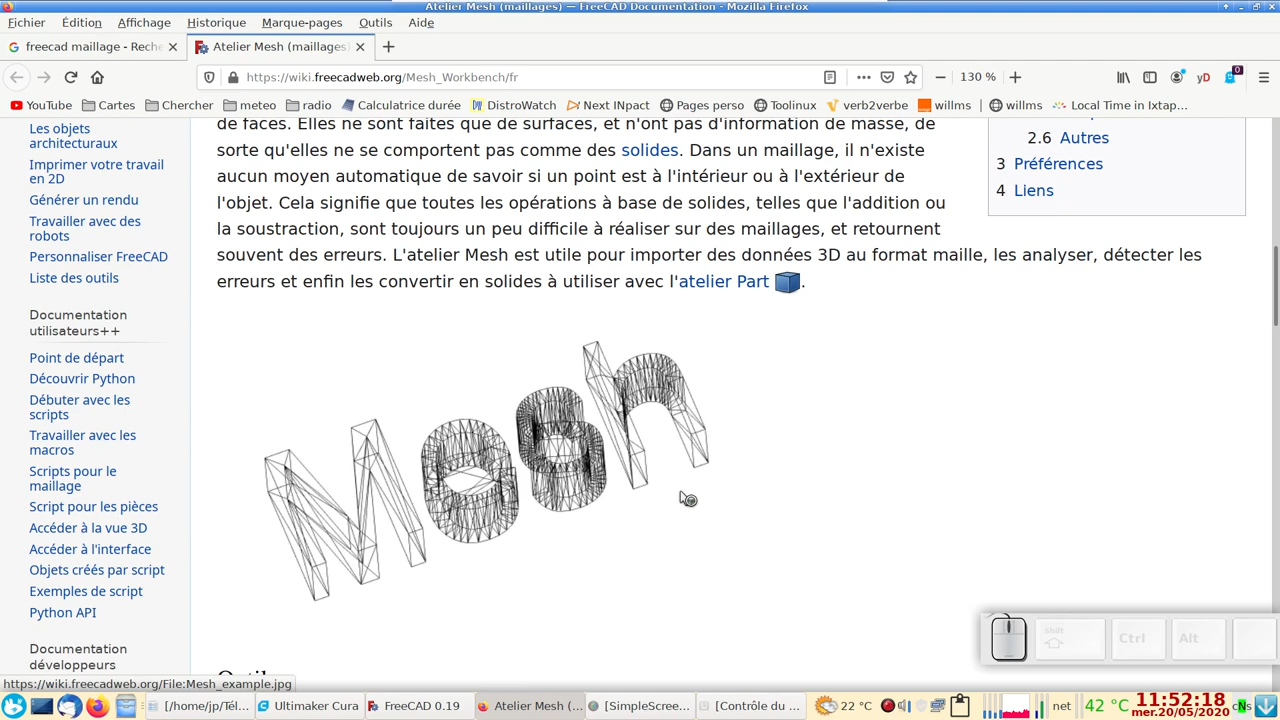 Atelier Mesh (maillages) — FreeCAD Documentation - Mozilla Firefox
Fichier Édition Affichage Historique Marque-pages Outils Aide
freecad maillage - Reche
Atelier Mesh (maillages)
https://wiki.freecadweb.org/Mesh_Workbench/fr
130 %
yD
0
YouTube Cartes Chercher meteo radio Calculatrice durée DistroWatch Next INpact Pages perso Toolinux verb2verbe willms willms Local Time in Ixtap…
Les objets
architecturaux
Imprimer votre travail
en 2D
Générer un rendu
Travailler avec des
robots
Personnaliser FreeCAD
Liste des outils
Documentation
utilisateurs++
Point de départ
Découvrir Python
Débuter avec les
scripts
Travailler avec les
macros
Scripts pour le
maillage
Script pour les pièces
Accéder à la vue 3D
Accéder à l'interface
Objets créés par script
Exemples de script
Python API
Documentation
développeurs
de faces. Elles ne sont faites que de surfaces, et n'ont pas d'information de masse, de
sorte qu'elles ne se comportent pas comme des solides. Dans un maillage, il n'existe
aucun moyen automatique de savoir si un point est à l'intérieur ou à l'extérieur de
l'objet. Cela signifie que toutes les opérations à base de solides, telles que l'addition ou
la soustraction, sont toujours un peu difficile à réaliser sur des maillages, et retournent
souvent des erreurs. L'atelier Mesh est utile pour importer des données 3D au format maille, les analyser, détecter les
erreurs et enfin les convertir en solides à utiliser avec l'atelier Part .
2.6 Autres
3 Préférences
4 Liens
Mesh
Shift
Ctrl
Alt
https://wiki.freecadweb.org/File:Mesh_example.jpg
[/home/jp/Tél… Ultimaker Cura FreeCAD 0.19 Atelier Mesh (… [SimpleScree… [Contrôle du … 22 °C net 42 °C 11:52:18
mer.20/05/2020